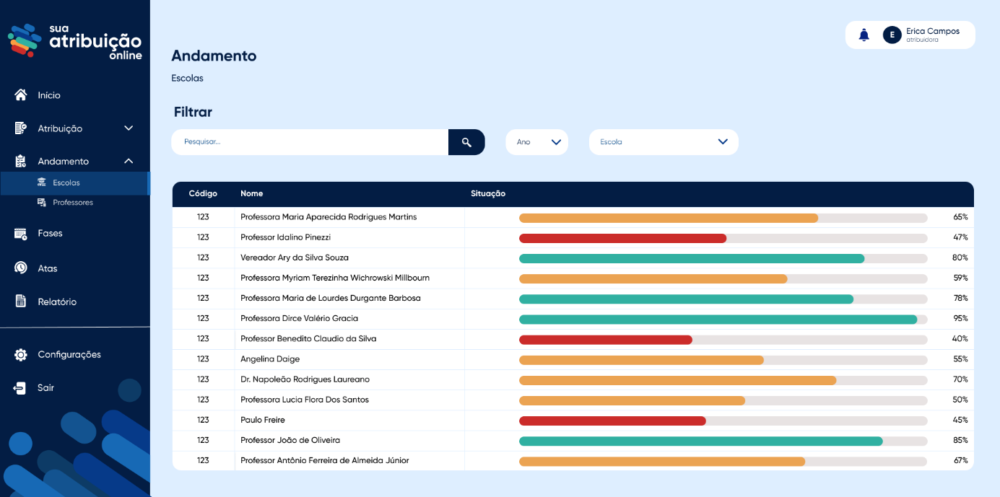 sua
atribuição
online
Início
Atribuição
Andamento
Escolas
Professores
Fases
Atas
Relatório
Configurações
Sair
E
Erica Campos
atribuidora
Andamento
Escolas
Filtrar
Pesquisar...
Ano
Escola
Código Nome Situação
123 Professora Maria Aparecida Rodrigues Martins 65%
123 Professor Idalino Pinezzi 47%
123 Vereador Ary da Silva Souza 80%
123 Professora Myriam Terezinha Wichrowski Millbourn 59%
123 Professora Maria de Lourdes Durgante Barbosa 78%
123 Professora Dirce Valério Gracia 95%
123 Professor Benedito Claudio da Silva 40%
123 Angelina Daige 55%
123 Dr. Napoleão Rodrigues Laureano 70%
123 Professora Lucia Flora Dos Santos 50%
123 Paulo Freire 45%
123 Professor João de Oliveira 85%
123 Professor Antônio Ferreira de Almeida Júnior 67%